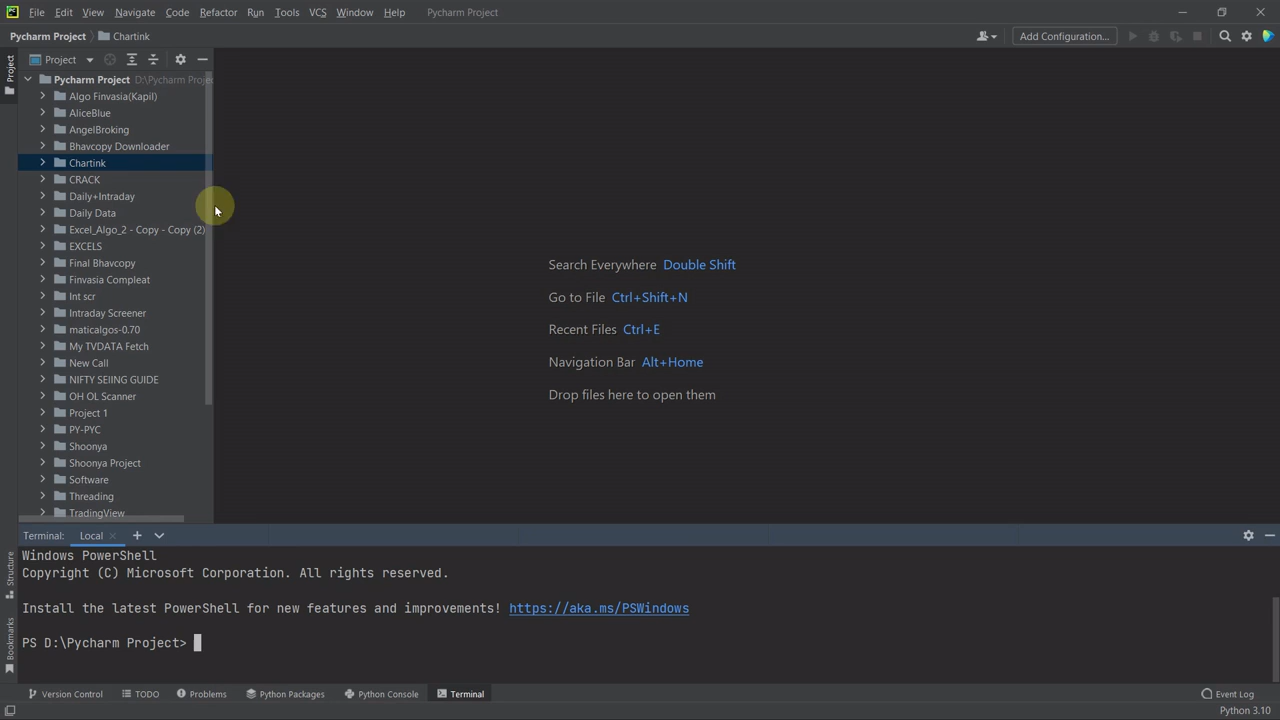 File Edit View Navigate Code Refactor Run Tools VCS Window Help Pycharm Project
Pycharm Project Chartink Add Configuration...
Project
Project
Pycharm Project D:\Pycharm Proje
Algo Finvasia(Kapil)
AliceBlue
AngelBroking
Bhavcopy Downloader
Chartink
CRACK
Daily+Intraday
Daily Data
Excel_Algo_2 - Copy - Copy (2)
EXCELS
Final Bhavcopy
Finvasia Compleat
Int scr
Intraday Screener
maticalgos-0.70
My TVDATA Fetch
New Call
NIFTY SEIING GUIDE
OH OL Scanner
Project 1
PY-PYC
Shoonya
Shoonya Project
Software
Threading
TradingView
Search Everywhere Double Shift
Go to File Ctrl+Shift+N
Recent Files Ctrl+E
Navigation Bar Alt+Home
Drop files here to open them
Structure
Bookmarks
Terminal: Local
Windows PowerShell
Copyright (C) Microsoft Corporation. All rights reserved.
Install the latest PowerShell for new features and improvements! https://aka.ms/PSWindows
PS D:\Pycharm Project>
Version Control TODO Problems Python Packages Python Console Terminal Event Log
Python 3.10